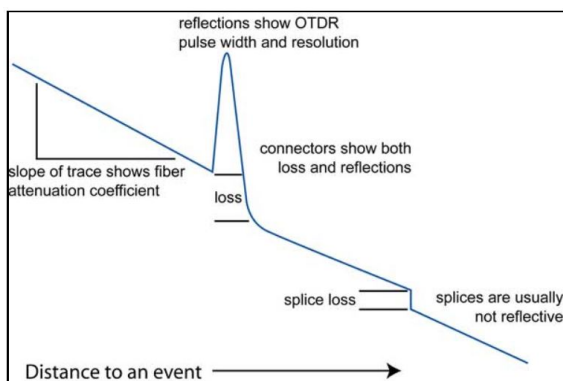 reflections show OTDR
pulse width and resolution
connectors show both
loss and reflections
slope of trace shows fiber
attenuation coefficient
loss
splice loss
splices are usually
not reflective
Distance to an event